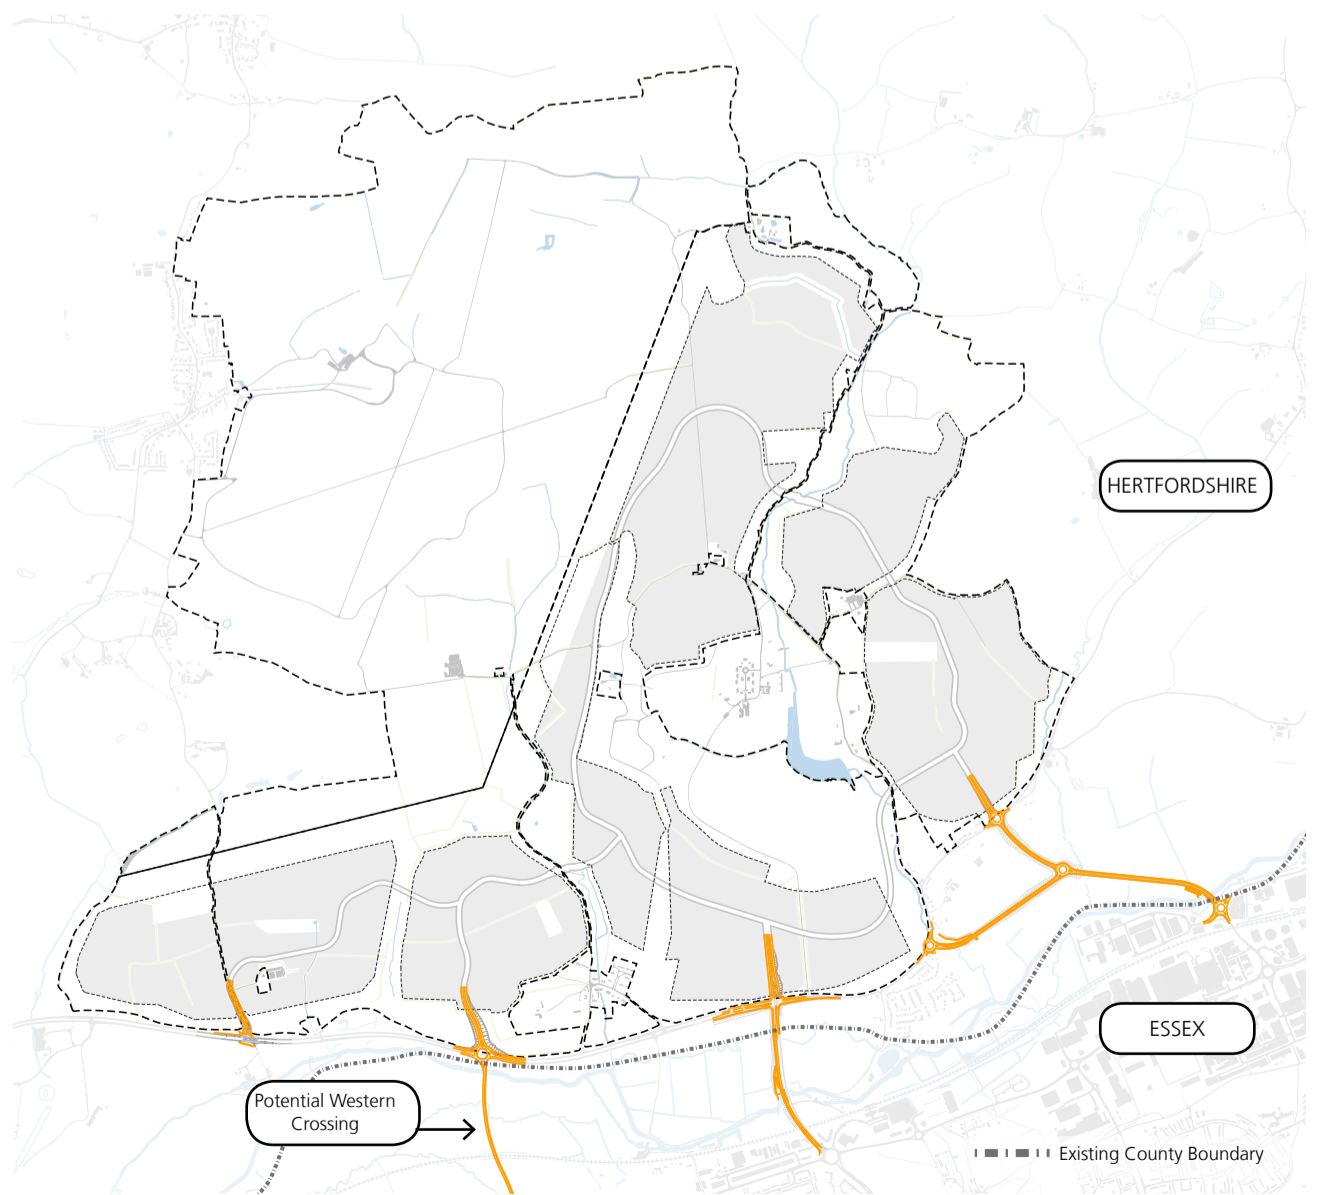 HERTFORDSHIRE
ESSEX
Potential Western
Crossing
Existing County Boundary